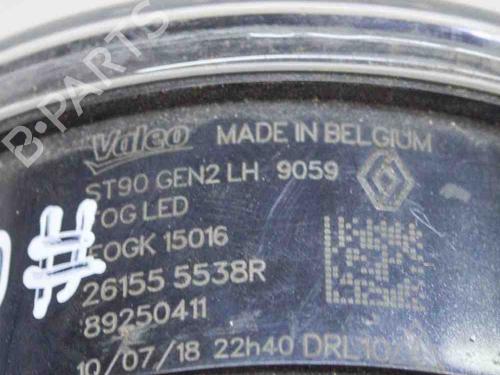 B-PARTS
Valeo MADE IN BELGIUM
ST90 GEN2 LH 9059
FOG LED
FOGK 15016
26155 5538R
89250411
10/07/18 22h40
#